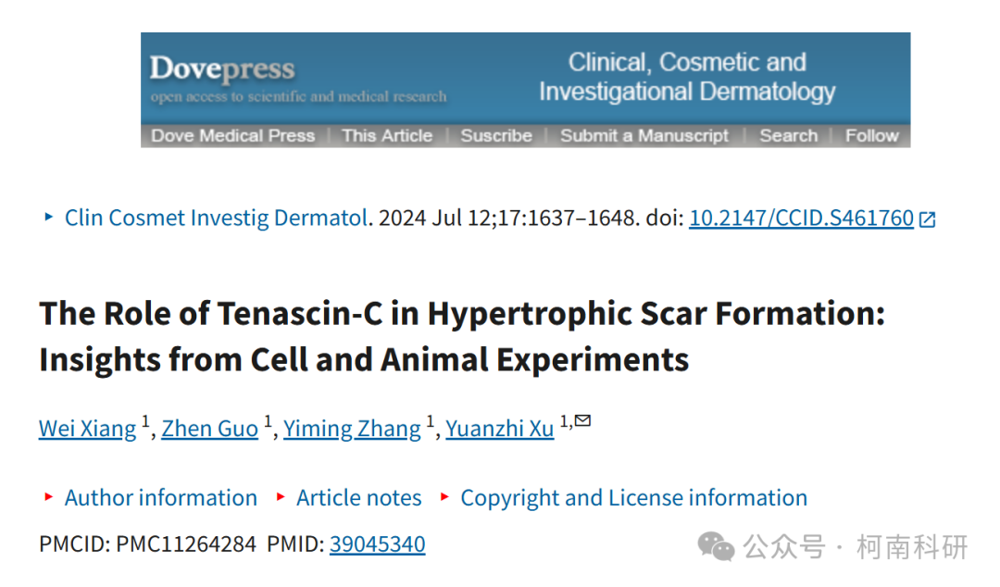 Dovepress
open access to scientific and medical research
Clinical, Cosmetic and
Investigational Dermatology
Dove Medical Press | This Article | Suscribe | Submit a Manuscript | Search | Follow
Clin Cosmet Investig Dermatol. 2024 Jul 12;17:1637–1648. doi: 10.2147/CCID.S461760
The Role of Tenascin-C in Hypertrophic Scar Formation:
Insights from Cell and Animal Experiments
Wei Xiang 1, Zhen Guo 1, Yiming Zhang 1, Yuanzhi Xu 1,✉
Author information Article notes Copyright and License information
PMCID: PMC11264284 PMID: 39045340
公众号 · 柯南科研